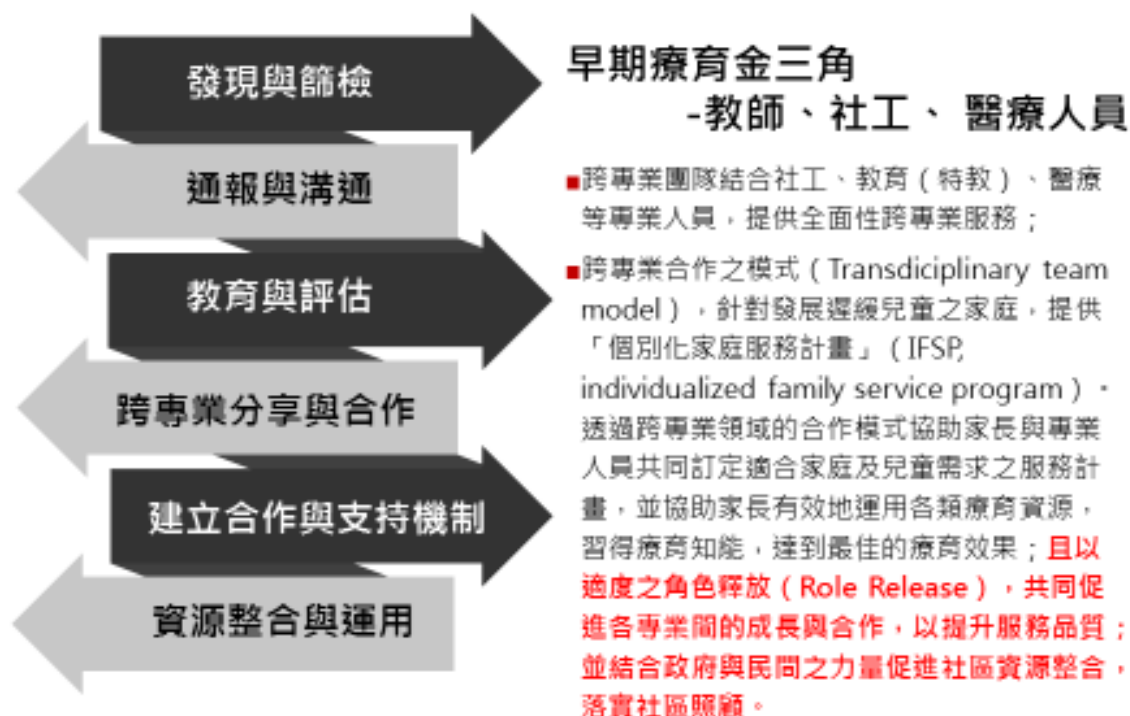 發現與篩檢
通報與溝通
教育與評估
跨專業分享與合作
建立合作與支持機制
資源整合與運用
早期療育金三角
-教師、社工、 醫療人員
■跨專業團隊結合社工、教育(特教)、醫療
等專業人員,提供全面性跨專業服務;
■跨專業合作之模式(Transdiciplinary team
model),針對發展遲緩兒童之家庭,提供
「個別化家庭服務計畫」(IFSP,
individualized family service program)。
透過跨專業領域的合作模式協助家長與專業
人員共同訂定適合家庭及兒童需求之服務計
畫,並協助家長有效地運用各類療育資源,
習得療育知能,達到最佳的療育效果;且以
適度之角色釋放(Role Release),共同促
進各專業間的成長與合作,以提升服務品質;
並結合政府與民間之力量促進社區資源整合,
落實社區照顧。